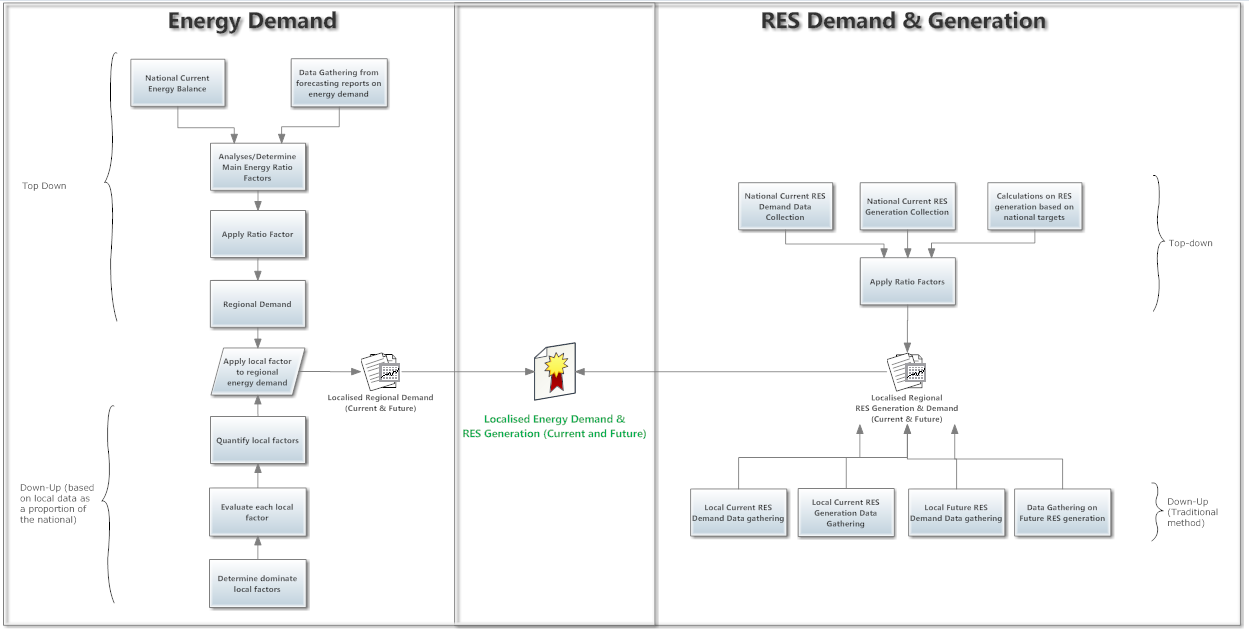 Energy Demand
National Current
Energy Balance
Data Gathering from
forecasting reports on
energy demand
Analyses/Determine
Main Energy Ratio
Factors
Top Down
Apply Ratio Factor
Regional Demand
Apply local factor
to regional
energy demand
Localised Regional Demand
(Current & Future)
Quantify local factors
Down-Up (based
on local data as
a proportion of
the national)
Evaluate each local
factor
Determine dominate
local factors
Localised Energy Demand &
RES Generation (Current and Future)
RES Demand & Generation
National Current RES
Demand Data
Collection
National Current RES
Generation Collection
Calculations on RES
generation based on
national targets
Top-down
Apply Ratio Factors
Localised Regional
RES Generation & Demand
(Current & Future)
Local Current RES
Demand Data gathering
Local Current RES
Generation Data
Gathering
Local Future RES
Demand Data gathering
Data Gathering on
Future RES generation
Down-Up
(Traditional
method)